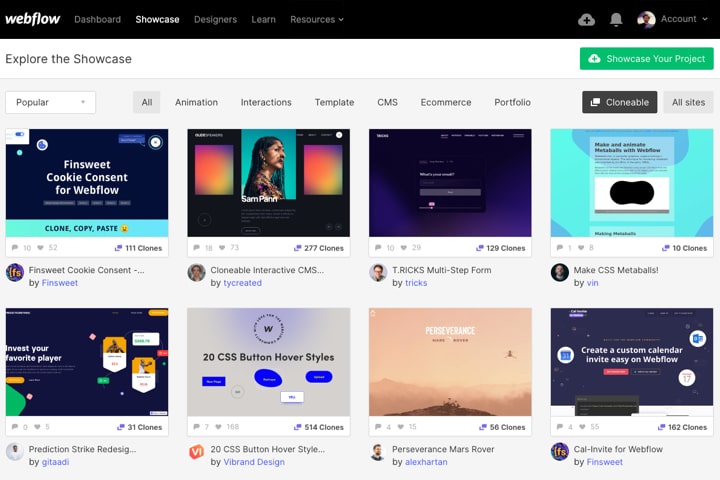 webflow Dashboard Showcase Designers Learn Resources Account
Explore the Showcase
Showcase Your Project
Popular
All Animation Interactions Template CMS Ecommerce Portfolio
Cloneable All sites
Finsweet
Cookie Consent
for Webflow
CLONE, COPY, PASTE
10 52 111 Clones
Finsweet Cookie Consent -...
by Finsweet
Sam Pann
18 73 277 Clones
Cloneable Interactive CMS...
by tycreated
TRICKS
What's your email?
10 29 129 Clones
T.RICKS Multi-Step Form
by tricks
Make and animate
Metaballs with Webflow
Making Metaballs
1 8 10 Clones
Make CSS Metaballs!
by vin
Invest your
favorite player
0 5 31 Clones
Prediction Strike Redesig...
by gitaadi
20 CSS Button Hover Styles
7 168 514 Clones
20 CSS Button Hover Style...
by Vibrand Design
PERSEVERANCE
MARS ROVER
4 15 56 Clones
Perseverance Mars Rover
by alexhartan
Cal-Invite
Create a custom calendar
invite easy on Webflow
31
17
4 55 162 Clones
Cal-Invite for Webflow
by Finsweet